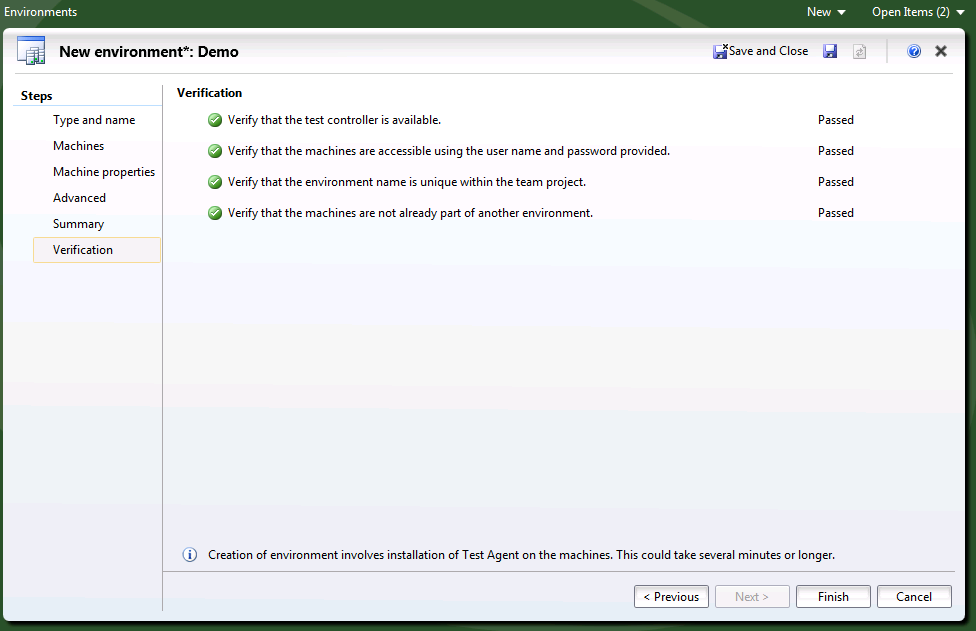 Environments New Open Items (2)
New environment*: Demo Save and Close
Steps
Type and name
Machines
Machine properties
Advanced
Summary
Verification
Verification
Verify that the test controller is available. Passed
Verify that the machines are accessible using the user name and password provided. Passed
Verify that the environment name is unique within the team project. Passed
Verify that the machines are not already part of another environment. Passed
Creation of environment involves installation of Test Agent on the machines. This could take several minutes or longer.
< Previous Next > Finish Cancel